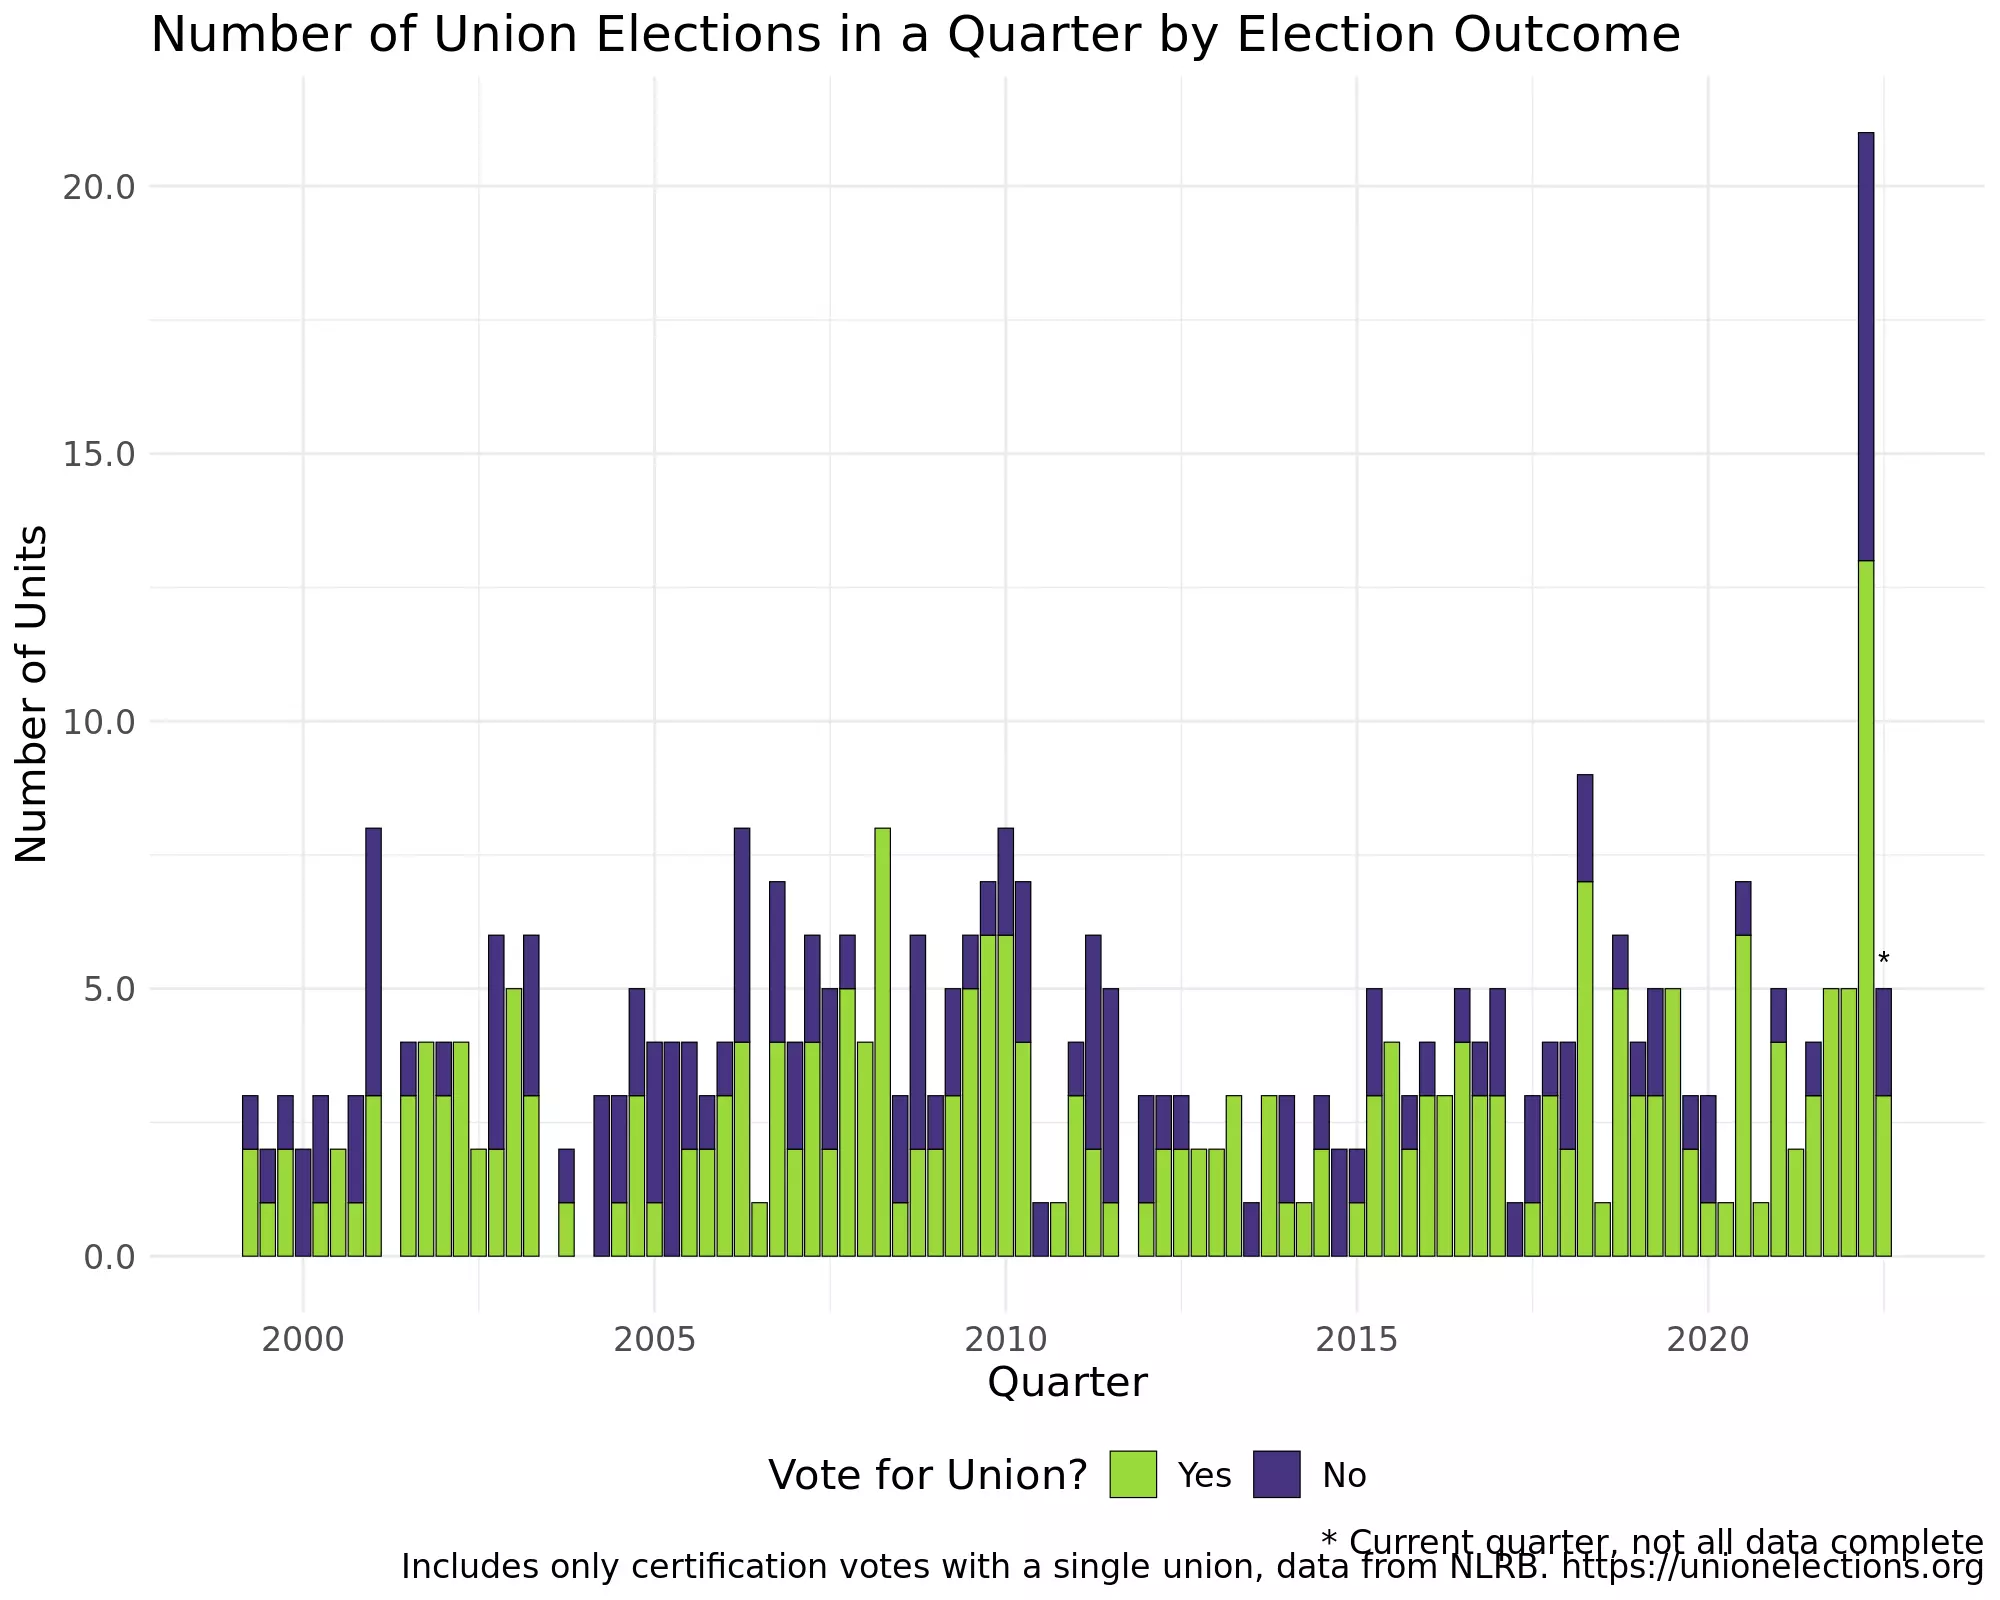 Number of Union Elections in a Quarter by Election Outcome
20.0
15.0
10.0
5.0
0.0
Number of Units
*
2000 2005 2010 2015 2020
Quarter
Vote for Union? Yes No
* Current quarter, not all data complete
Includes only certification votes with a single union, data from NLRB. https://unionelections.org